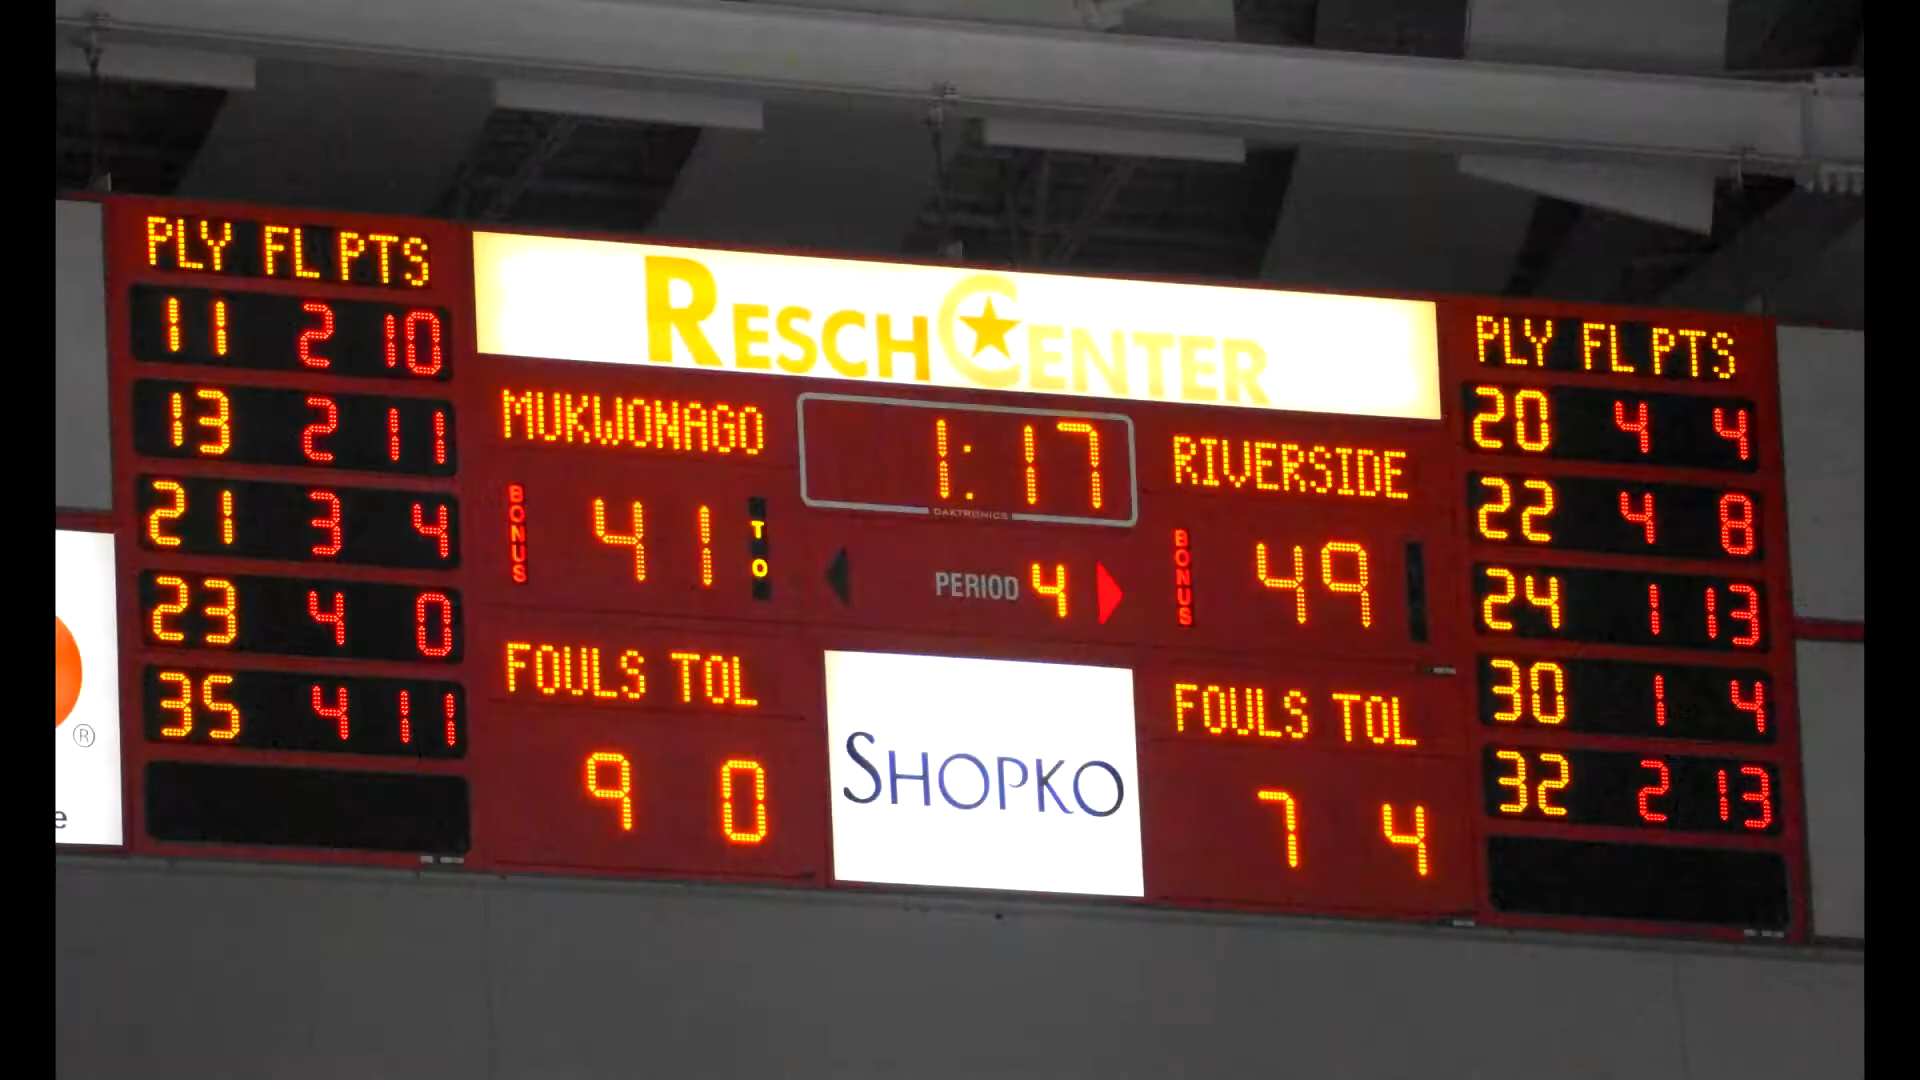 PLY FL PTS
11 2 10
13 2 11
21 3 4
23 4 0
35 4 11
RESCH CENTER
MUKWONAGO
1:17
RIVERSIDE
DAKTRONICS
BONUS
41
TO
PERIOD 4
BONUS
49
FOULS TOL
9 0
SHOPKO
FOULS TOL
7 4
PLY FL PTS
20 4 4
22 4 8
24 1 13
30 1 4
32 2 13
®
e